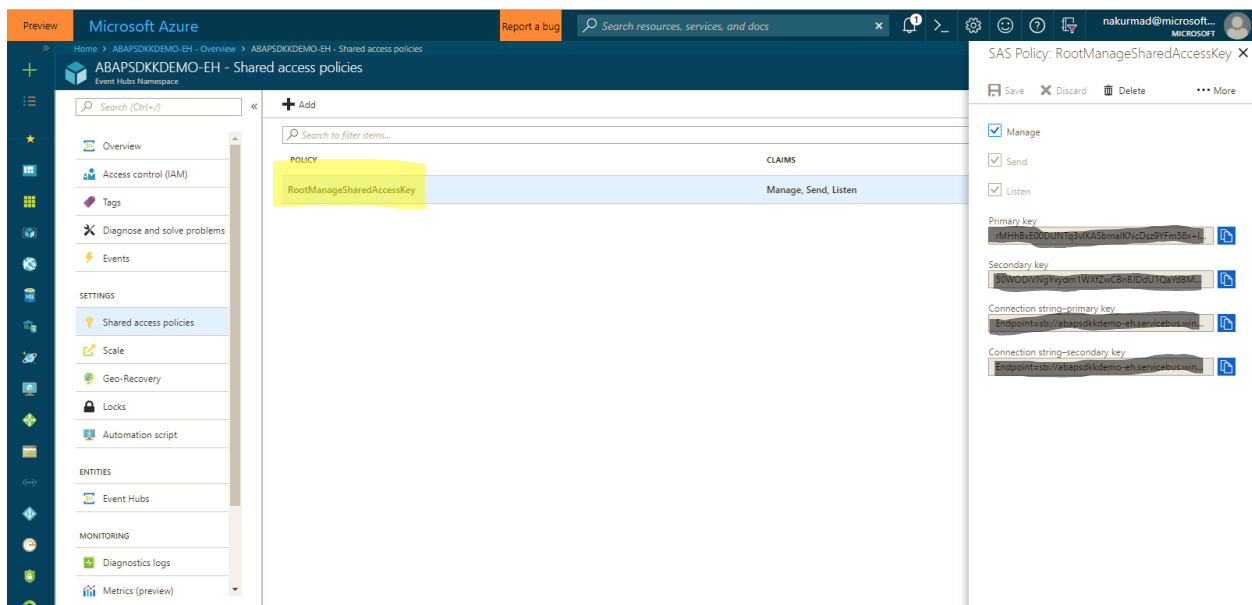 Preview
Microsoft Azure
Report a bug
Search resources, services, and docs
1
nakurmad@microsoft...
MICROSOFT
Home > ABAPSDKKDEMO-EH - Overview > ABAPSDKKDEMO-EH - Shared access policies
ABAPSDKKDEMO-EH - Shared access policies
Event Hubs Namespace
Search (Ctrl+/)
Overview
Access control (IAM)
Tags
Diagnose and solve problems
Events
SETTINGS
Shared access policies
Scale
Geo-Recovery
Locks
Automation script
ENTITIES
Event Hubs
MONITORING
Diagnostics logs
Metrics (preview)
Add
Search to filter items...
POLICY CLAIMS
RootManageSharedAccessKey Manage, Send, Listen
SAS Policy: RootManageSharedAccessKey
Save Discard Delete ... More
Manage
Send
Listen
Primary key
Secondary key
Connection string–primary key
Connection string–secondary key